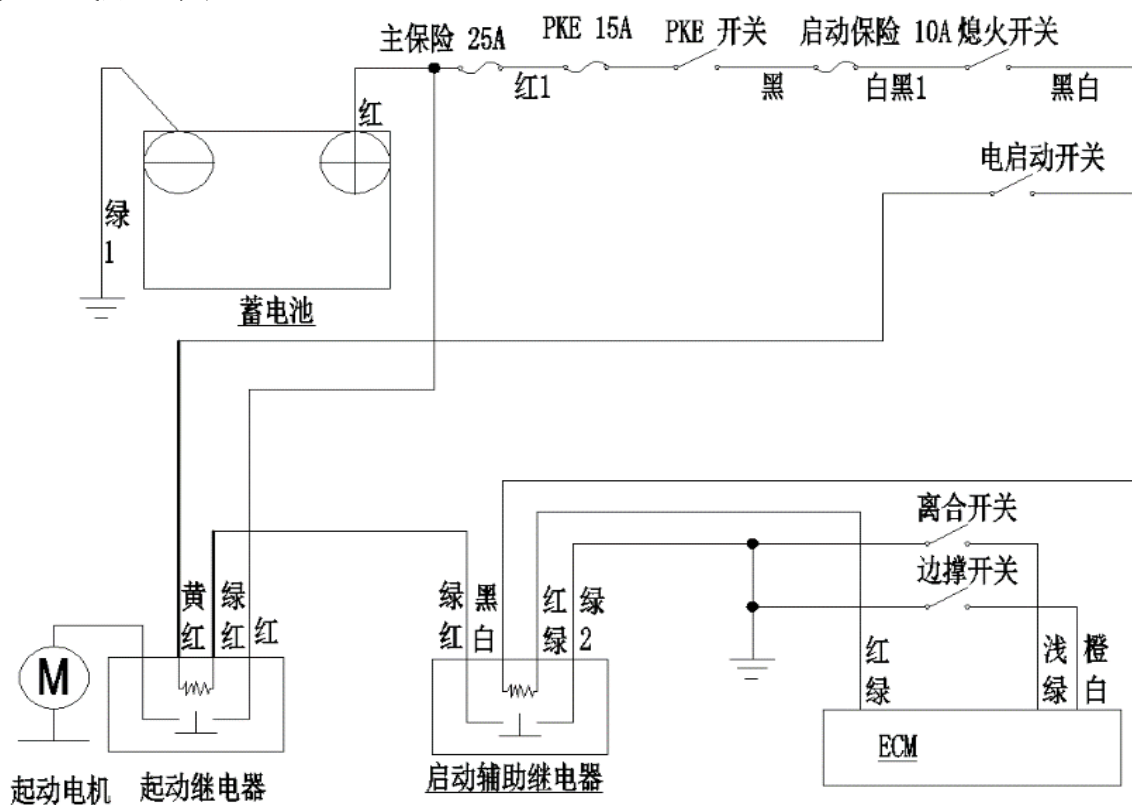 主保险 25A
PKE 15A
PKE 开关
启动保险 10A
熄火开关
红
红1
黑
白黑1
黑白
电启动开关
绿1
蓄电池
离合开关
边撑开关
黄红
绿红
红
绿红
黑白
红绿
绿2
红绿
浅绿
橙白
M
ECM
起动电机
起动继电器
启动辅助继电器